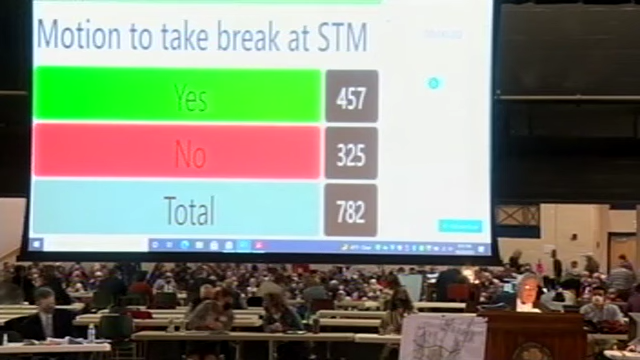 Motion to take break at STM
Yes 457
No 325
Total 782